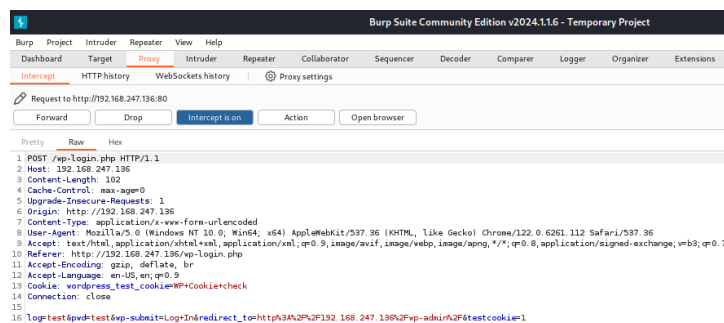 Burp Suite Community Edition v2024.1.1.6 - Temporary Project
Burp Project Intruder Repeater View Help
Dashboard Target Proxy Intruder Repeater Collaborator Sequencer Decoder Comparer Logger Organizer Extensions
Intercept HTTP history WebSockets history Proxy settings
Request to http://192.168.247.136:80
Forward Drop Intercept is on Action Open browser
Pretty Raw Hex
1 POST /wp-login.php HTTP/1.1
2 Host: 192.168.247.136
3 Content-Length: 102
4 Cache-Control: max-age=0
5 Upgrade-Insecure-Requests: 1
6 Origin: http://192.168.247.136
7 Content-Type: application/x-www-form-urlencoded
8 User-Agent: Mozilla/5.0 (Windows NT 10.0; Win64; x64) AppleWebKit/537.36 (KHTML, like Gecko) Chrome/122.0.6261.112 Safari/537.36
9 Accept: text/html,application/xhtml+xml,application/xml;q=0.9,image/avif,image/webp,image/apng,*/*;q=0.8,application/signed-exchange;v=b3;q=0.7
10 Referer: http://192.168.247.136/wp-login.php
11 Accept-Encoding: gzip, deflate, br
12 Accept-Language: en-US,en;q=0.9
13 Cookie: wordpress_test_cookie=WP+Cookie+check
14 Connection: close
15
16 log=test&pwd=test&wp-submit=Log+In&redirect_to=http%3A%2F%2F192.168.247.136%2Fwp-admin%2F&testcookie=1